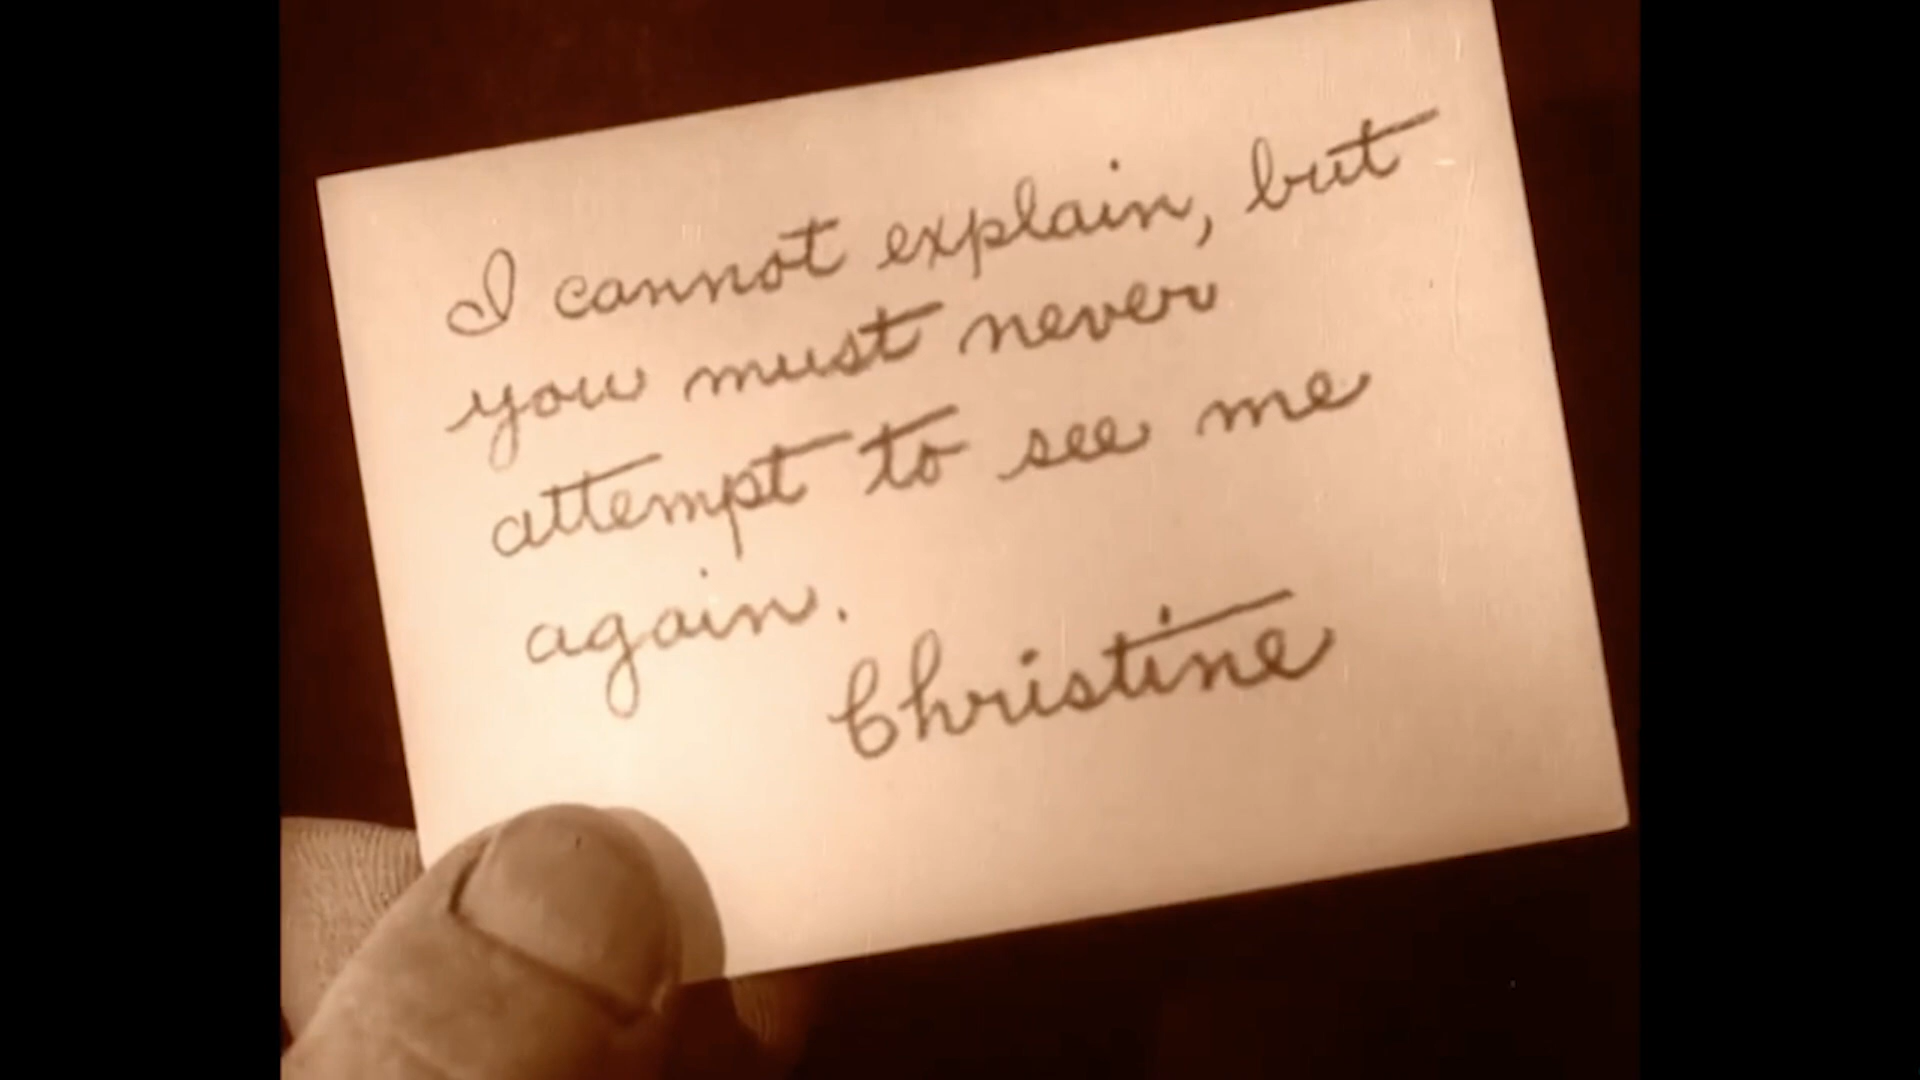 I cannot explain, but
you must never
attempt to see me
again.
Christine